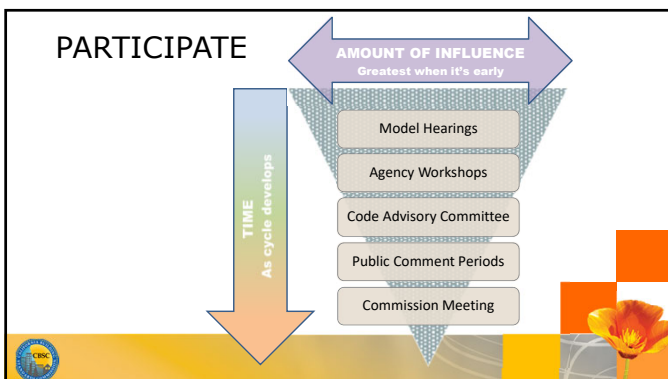 PARTICIPATE
AMOUNT OF INFLUENCE
Greatest when it's early
TIME
As cycle develops
Model Hearings
Agency Workshops
Code Advisory Committee
Public Comment Periods
Commission Meeting
CBSC